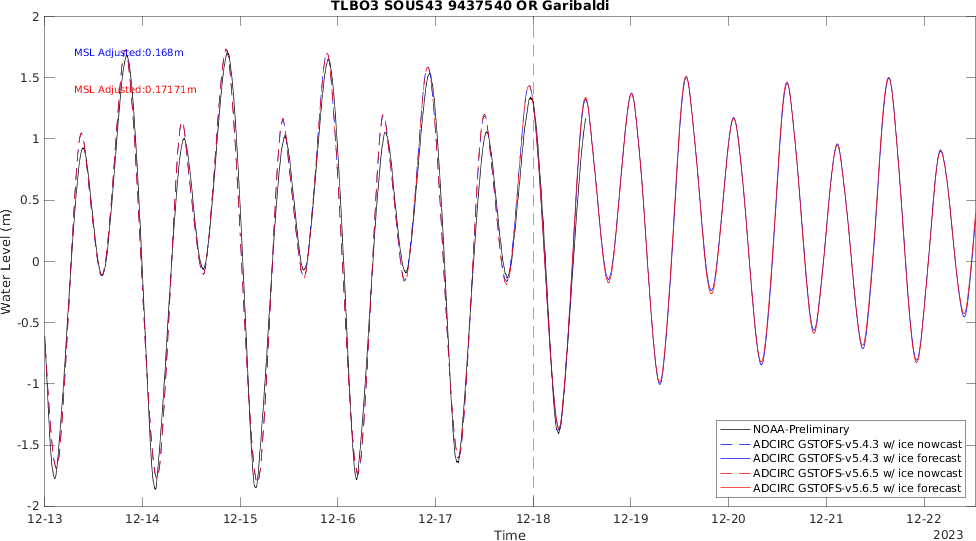 TLBO3 SOUS43 9437540 OR Garibaldi
MSL Adjusted:0.168m
MSL Adjusted:0.17171m
Water Level (m)
2
1.5
1
0.5
0
-0.5
-1
-1.5
-2
NOAA-Preliminary
ADCIRC GSTOFS-v5.4.3 w/ ice nowcast
ADCIRC GSTOFS-v5.4.3 w/ ice forecast
ADCIRC GSTOFS-v5.6.5 w/ ice nowcast
ADCIRC GSTOFS-v5.6.5 w/ ice forecast
12-13 12-14 12-15 12-16 12-17 12-18 12-19 12-20 12-21 12-22
Time
2023